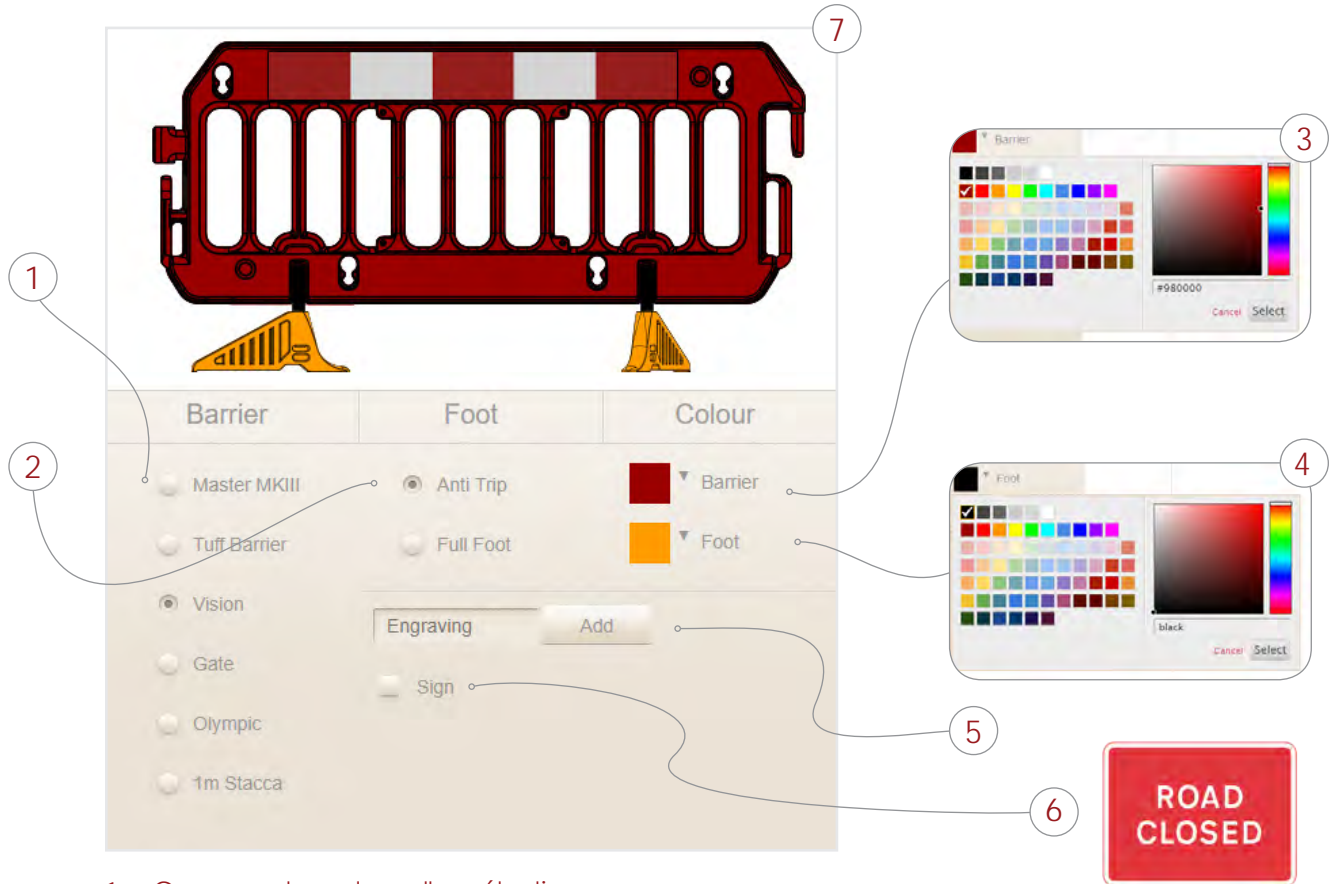 7
Barrier
3
#980000
Cancel Select
1
Barrier Foot Colour
2
Master MKIII Anti Trip Barrier
Tuff Barrier Full Foot Foot
Foot
4
black
Cancel Select
Vision
Engraving Add
Gate
Sign
Olympic
5
1m Stacca
6
ROAD
CLOSED